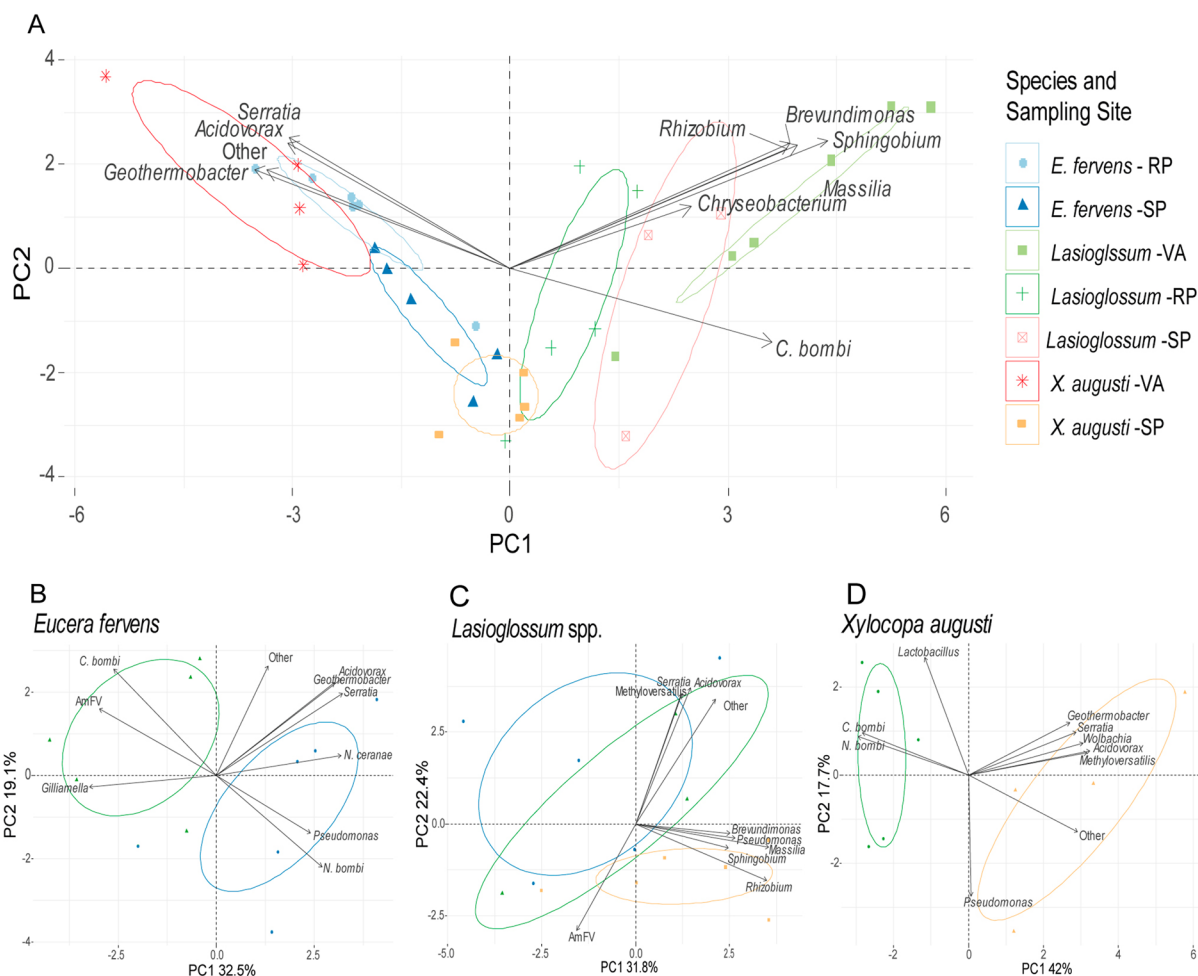 A
4
2
0
-2
-4
PC2
-6
-3
0
3
6
PC1
Serratia
Acidovorax
Other
Geothermobacter
Rhizobium
Brevundimonas
Sphingobium
Massilia
Chryseobacterium
C. bombi
Species and
Sampling Site
E. fervens - RP
E. fervens -SP
Lasioglssum -VA
Lasioglossum -RP
Lasioglossum -SP
X. augusti -VA
X. augusti -SP
B
Eucera fervens
C. bombi
Other
Acidovorax
Geothermobacter
Serratia
AmFV
N. ceranae
Gilliamella
Pseudomonas
N. bombi
2
0
-2
-4
PC2 19.1%
-2.5
0.0
2.5
PC1 32.5%
C
Lasioglossum spp.
Serratia
Acidovorax
Methyloversatilis
Other
Brevundimonas
Pseudomonas
Massilia
Sphingobium
Rhizobium
AmFV
2.5
0.0
-2.5
PC2 22.4%
-5.0
-2.5
0.0
2.5
PC1 31.8%
D
Xylocopa augusti
Lactobacillus
C. bombi
N. bombi
Geothermobacter
Serratia
Wolbachia
Acidovorax
Methyloversatilis
Other
Pseudomonas
2
0
-2
PC2 17.7%
-2
0
2
4
6
PC1 42%